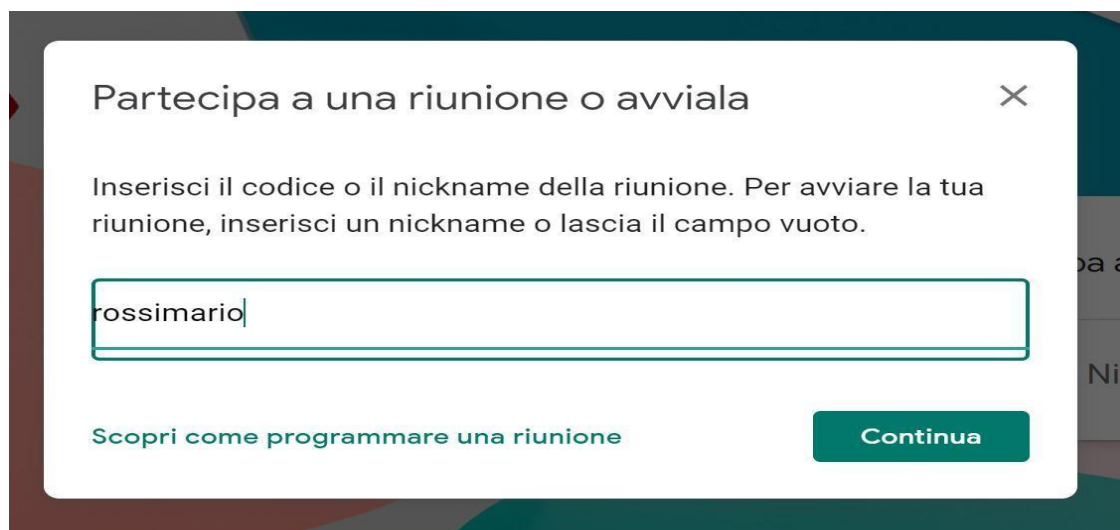 Partecipa a una riunione o avviala
Inserisci il codice o il nickname della riunione. Per avviare la tua
riunione, inserisci un nickname o lascia il campo vuoto.
rossimario
Scopri come programmare una riunione
Continua